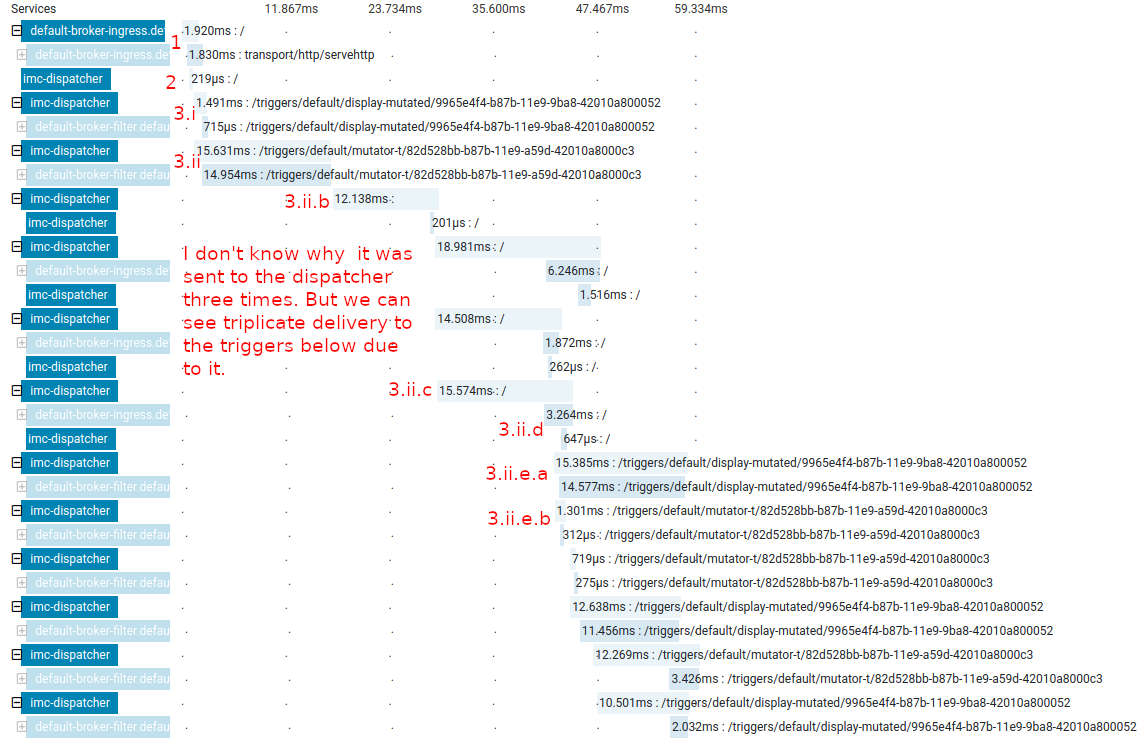 Services 11.867ms 23.734ms 35.600ms 47.467ms 59.334ms
default-broker-ingress.de 1.920ms : /
1
default-broker-ingress.de 1.830ms : transport/http/servehttp
imc-dispatcher 2 219µs : /
imc-dispatcher 1.491ms : /triggers/default/display-mutated/9965e4f4-b87b-11e9-9ba8-42010a800052
3.i
default-broker-filter.defau 715µs : /triggers/default/display-mutated/9965e4f4-b87b-11e9-9ba8-42010a800052
imc-dispatcher 15.631ms : /triggers/default/mutator-t/82d528bb-b87b-11e9-a59d-42010a8000c3
3.ii
default-broker-filter.defau 14.954ms : /triggers/default/mutator-t/82d528bb-b87b-11e9-a59d-42010a8000c3
imc-dispatcher 3.ii.b 12.138ms :
imc-dispatcher 201µs : /
imc-dispatcher 18.981ms : /
I don't know why it was
default-broker-ingress.de 6.246ms : /
sent to the dispatcher
imc-dispatcher 1.516ms : /
three times. But we can
imc-dispatcher 14.508ms : /
see triplicate delivery to
default-broker-ingress.de 1.872ms : /
the triggers below due
imc-dispatcher 262µs : /
to it.
imc-dispatcher 3.ii.c 15.574ms : /
default-broker-ingress.de 3.264ms : /
3.ii.d
imc-dispatcher 647µs : /
imc-dispatcher 15.385ms : /triggers/default/display-mutated/9965e4f4-b87b-11e9-9ba8-42010a800052
3.ii.e.a
default-broker-filter.defau 14.577ms : /triggers/default/display-mutated/9965e4f4-b87b-11e9-9ba8-42010a800052
imc-dispatcher 1.301ms : /triggers/default/mutator-t/82d528bb-b87b-11e9-a59d-42010a8000c3
3.ii.e.b
default-broker-filter.defau 312µs : /triggers/default/mutator-t/82d528bb-b87b-11e9-a59d-42010a8000c3
imc-dispatcher 719µs : /triggers/default/mutator-t/82d528bb-b87b-11e9-a59d-42010a8000c3
default-broker-filter.defau 275µs : /triggers/default/mutator-t/82d528bb-b87b-11e9-a59d-42010a8000c3
imc-dispatcher 12.638ms : /triggers/default/display-mutated/9965e4f4-b87b-11e9-9ba8-42010a800052
default-broker-filter.defau 11.456ms : /triggers/default/display-mutated/9965e4f4-b87b-11e9-9ba8-42010a800052
imc-dispatcher 12.269ms : /triggers/default/mutator-t/82d528bb-b87b-11e9-a59d-42010a8000c3
default-broker-filter.defau 3.426ms : /triggers/default/mutator-t/82d528bb-b87b-11e9-a59d-42010a8000c3
imc-dispatcher 10.501ms : /triggers/default/display-mutated/9965e4f4-b87b-11e9-9ba8-42010a800052
default-broker-filter.defau 2.032ms : /triggers/default/display-mutated/9965e4f4-b87b-11e9-9ba8-42010a800052